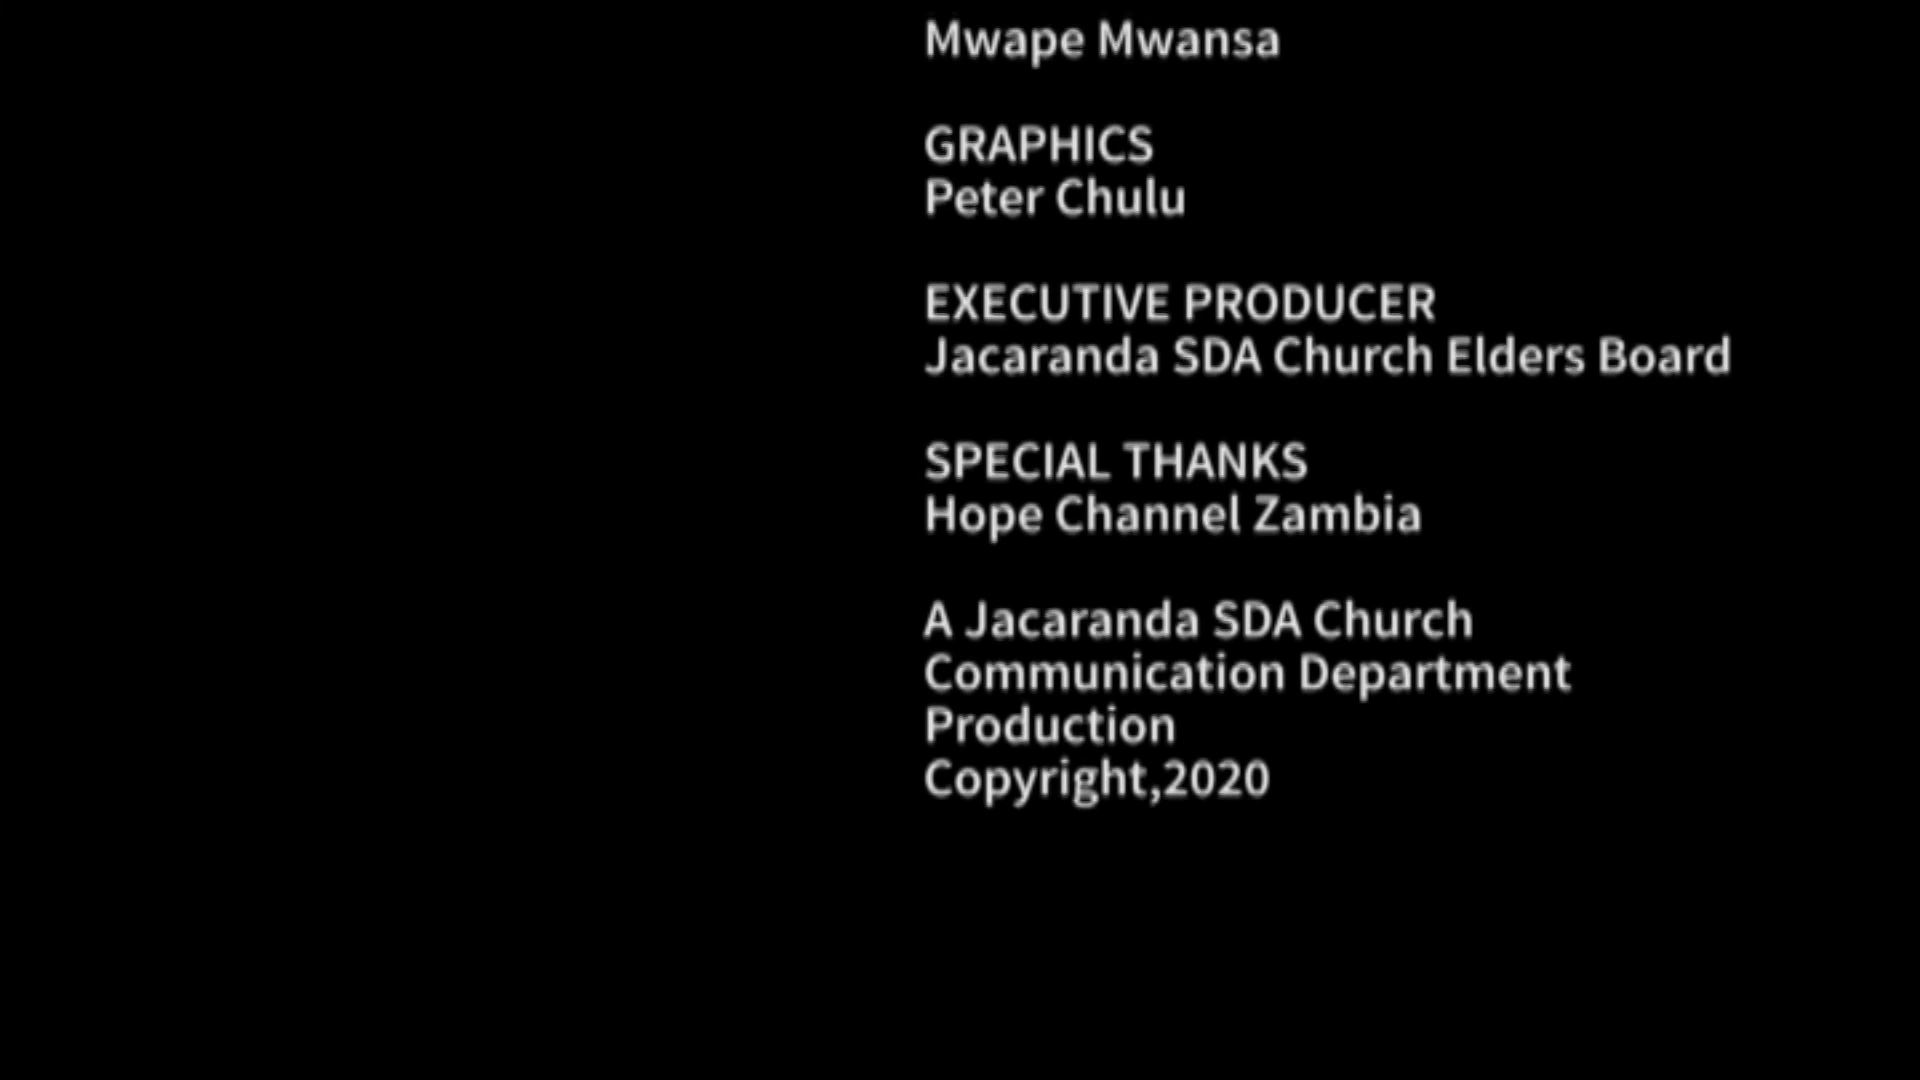 Mwape Mwansa
GRAPHICS
Peter Chulu
EXECUTIVE PRODUCER
Jacaranda SDA Church Elders Board
SPECIAL THANKS
Hope Channel Zambia
A Jacaranda SDA Church
Communication Department
Production
Copyright,2020